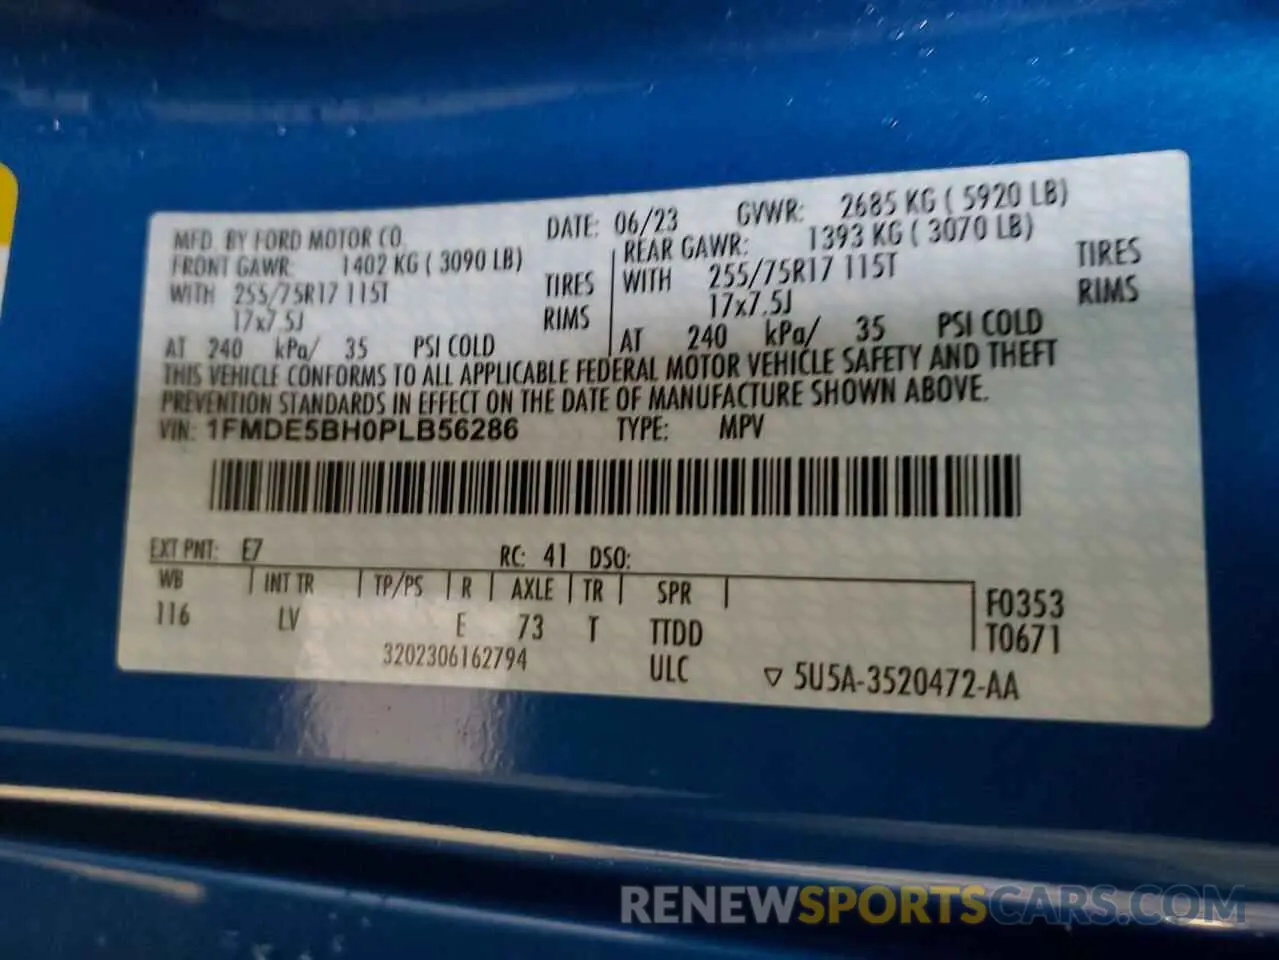 MFD. BY FORD MOTOR CO. DATE: 06/23 GVWR: 2685 KG ( 5920 LB)
FRONT GAWR: 1402 KG ( 3090 LB) REAR GAWR: 1393 KG ( 3070 LB)
WITH 255/75R17 115T TIRES WITH 255/75R17 115T TIRES
17x7.5J RIMS 17x7.5J RIMS
AT 240 kPa/ 35 PSI COLD AT 240 kPa/ 35 PSI COLD
THIS VEHICLE CONFORMS TO ALL APPLICABLE FEDERAL MOTOR VEHICLE SAFETY AND THEFT
PREVENTION STANDARDS IN EFFECT ON THE DATE OF MANUFACTURE SHOWN ABOVE.
VIN: 1FMDE5BH0PLB56286 TYPE: MPV
EXT PNT: E7 RC: 41 DSO:
WB INT TR TP/PS R AXLE TR SPR F0353
116 LV E 73 T TTDD T0671
3202306162794 ULC ▽ 5U5A-3520472-AA
RENEWSPORTSCARS.COM